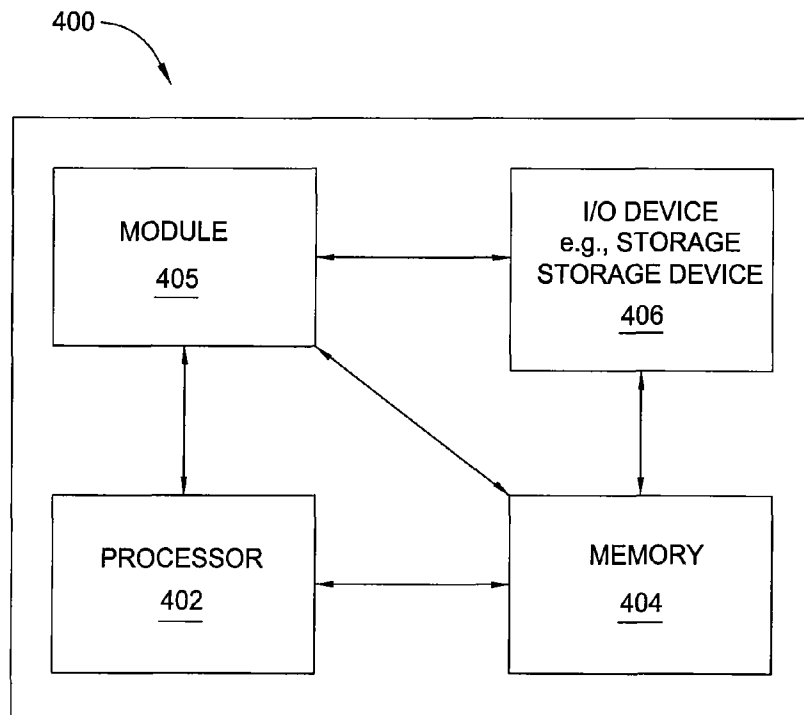 400
MODULE
405
I/O DEVICE
e.g., STORAGE
STORAGE DEVICE
406
PROCESSOR
402
MEMORY
404